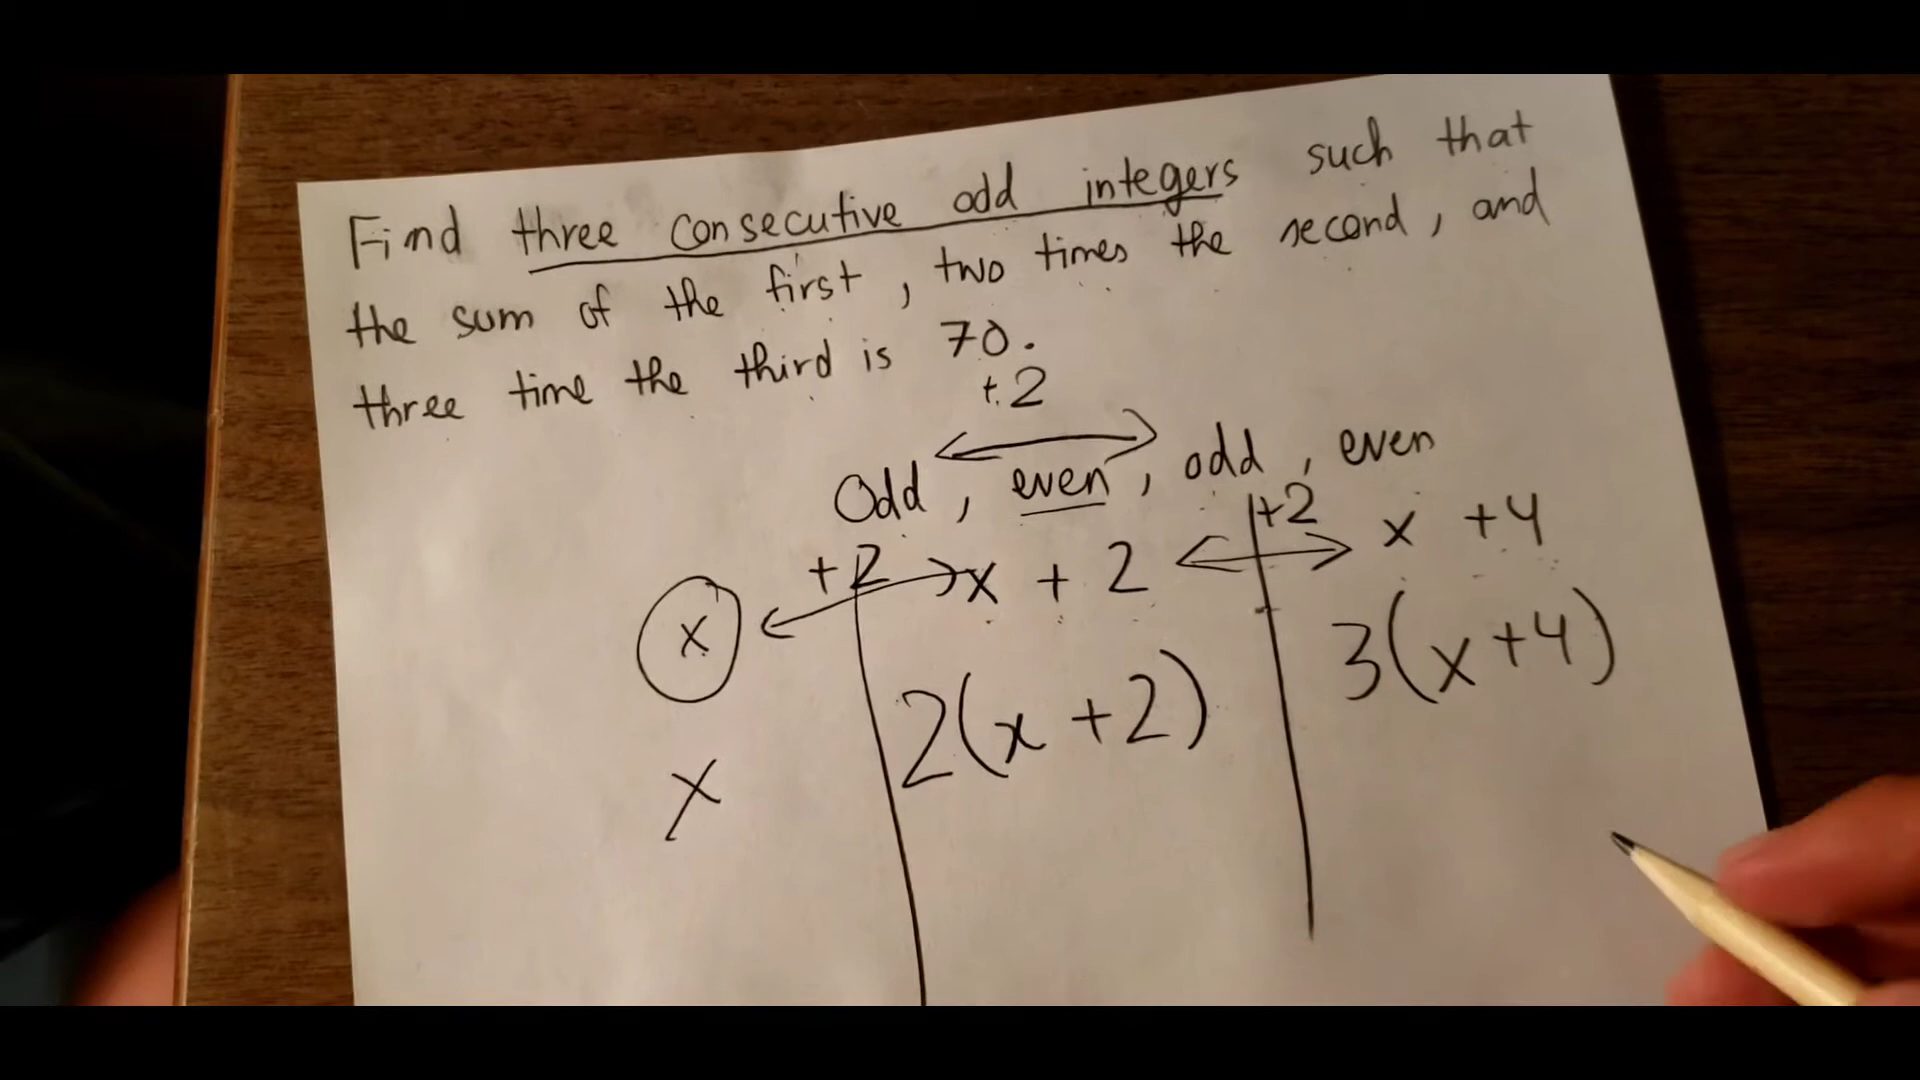 Find three consecutive odd integers such that
the sum of the first, two times the second, and
three time the third is 70.
+2
Odd, even, odd, even
x +2 x + 2 +2 x +4
x 2(x+2) 3(x+4)